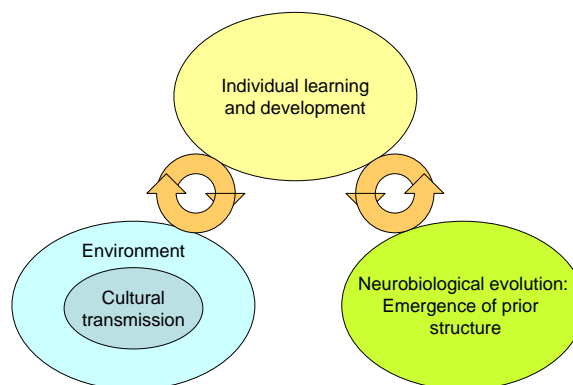 Individual learning
and development
Environment
Cultural
transmission
Neurobiological evolution:
Emergence of prior
structure